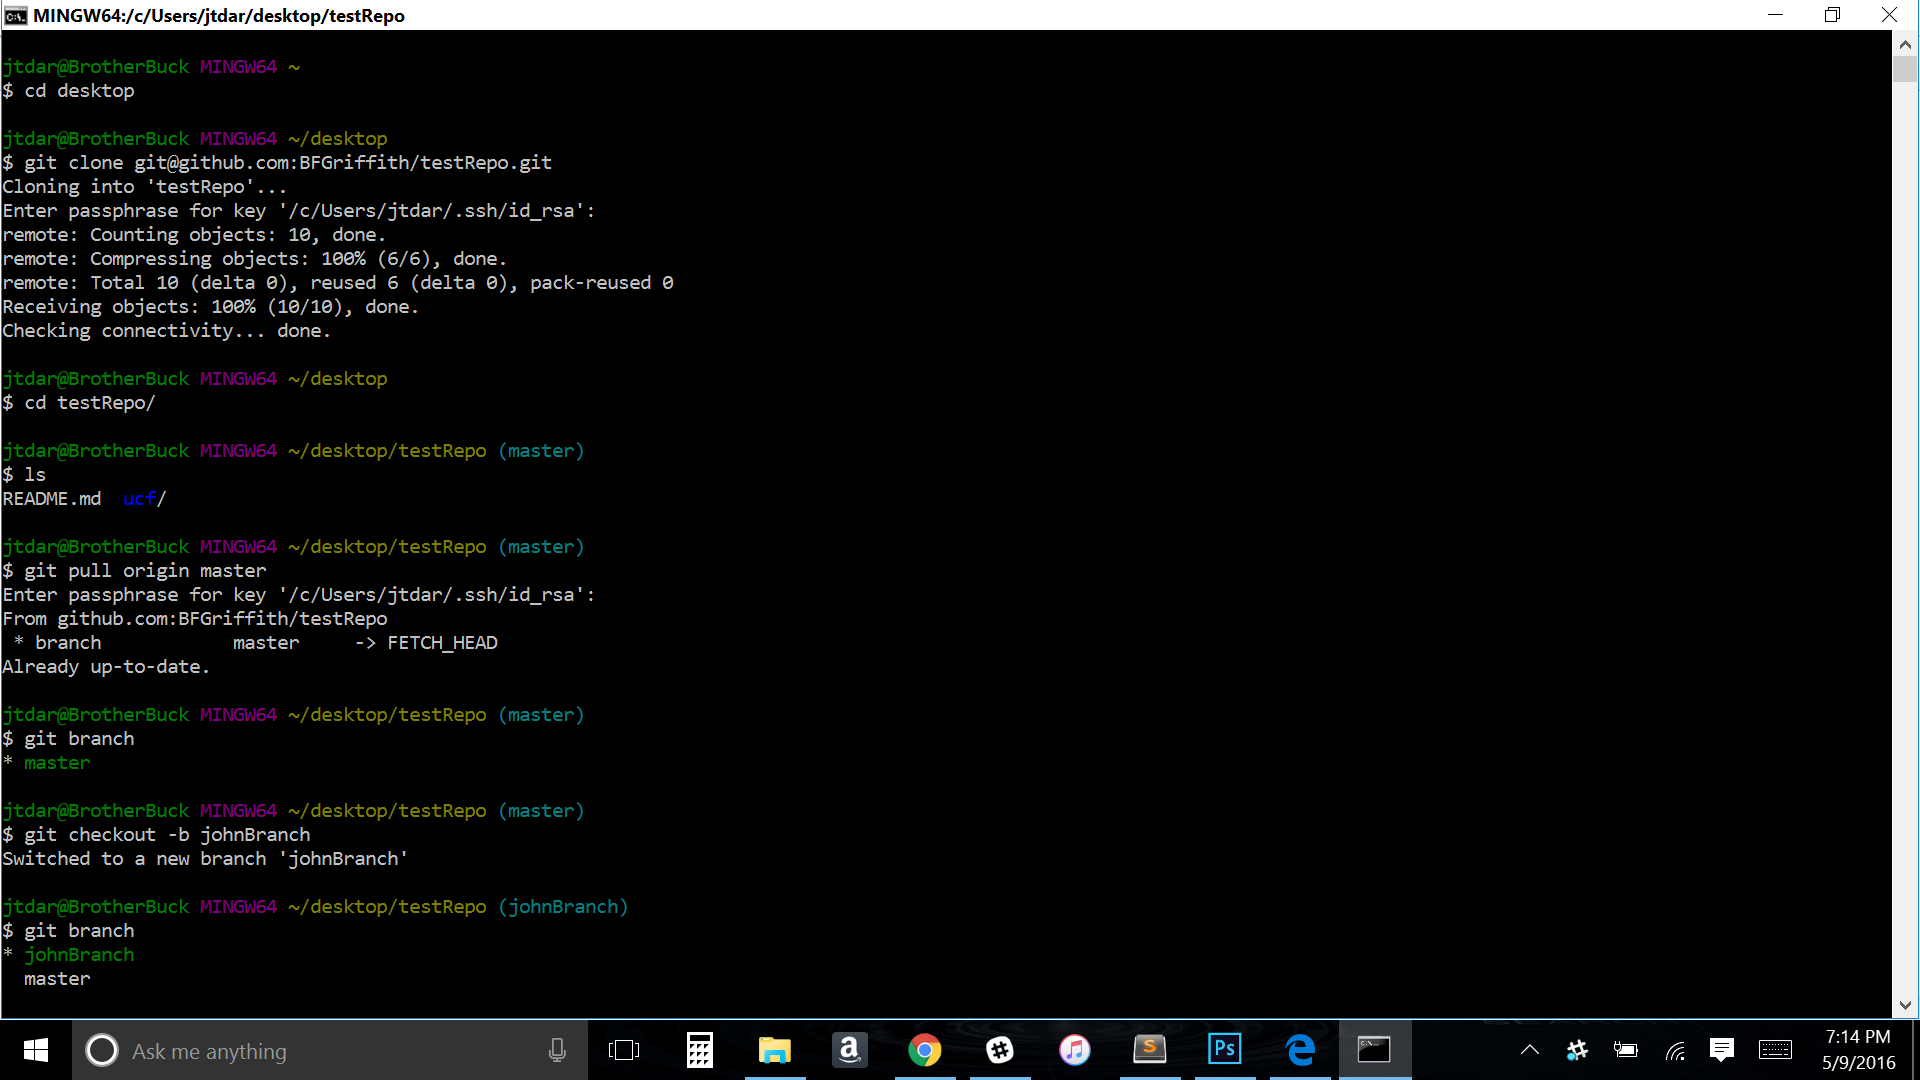 MINGW64:/c/Users/jtdar/desktop/testRepo
jtdar@BrotherBuck MINGW64 ~
$ cd desktop
jtdar@BrotherBuck MINGW64 ~/desktop
$ git clone git@github.com:BFGriffith/testRepo.git
Cloning into 'testRepo'...
Enter passphrase for key '/c/Users/jtdar/.ssh/id_rsa':
remote: Counting objects: 10, done.
remote: Compressing objects: 100% (6/6), done.
remote: Total 10 (delta 0), reused 6 (delta 0), pack-reused 0
Receiving objects: 100% (10/10), done.
Checking connectivity... done.
jtdar@BrotherBuck MINGW64 ~/desktop
$ cd testRepo/
jtdar@BrotherBuck MINGW64 ~/desktop/testRepo (master)
$ ls
README.md  ucf/
jtdar@BrotherBuck MINGW64 ~/desktop/testRepo (master)
$ git pull origin master
Enter passphrase for key '/c/Users/jtdar/.ssh/id_rsa':
From github.com:BFGriffith/testRepo
 * branch            master     -> FETCH_HEAD
Already up-to-date.
jtdar@BrotherBuck MINGW64 ~/desktop/testRepo (master)
$ git branch
* master
jtdar@BrotherBuck MINGW64 ~/desktop/testRepo (master)
$ git checkout -b johnBranch
Switched to a new branch 'johnBranch'
jtdar@BrotherBuck MINGW64 ~/desktop/testRepo (johnBranch)
$ git branch
* johnBranch
  master
Ask me anything
a
S
Ps
7:14 PM
5/9/2016